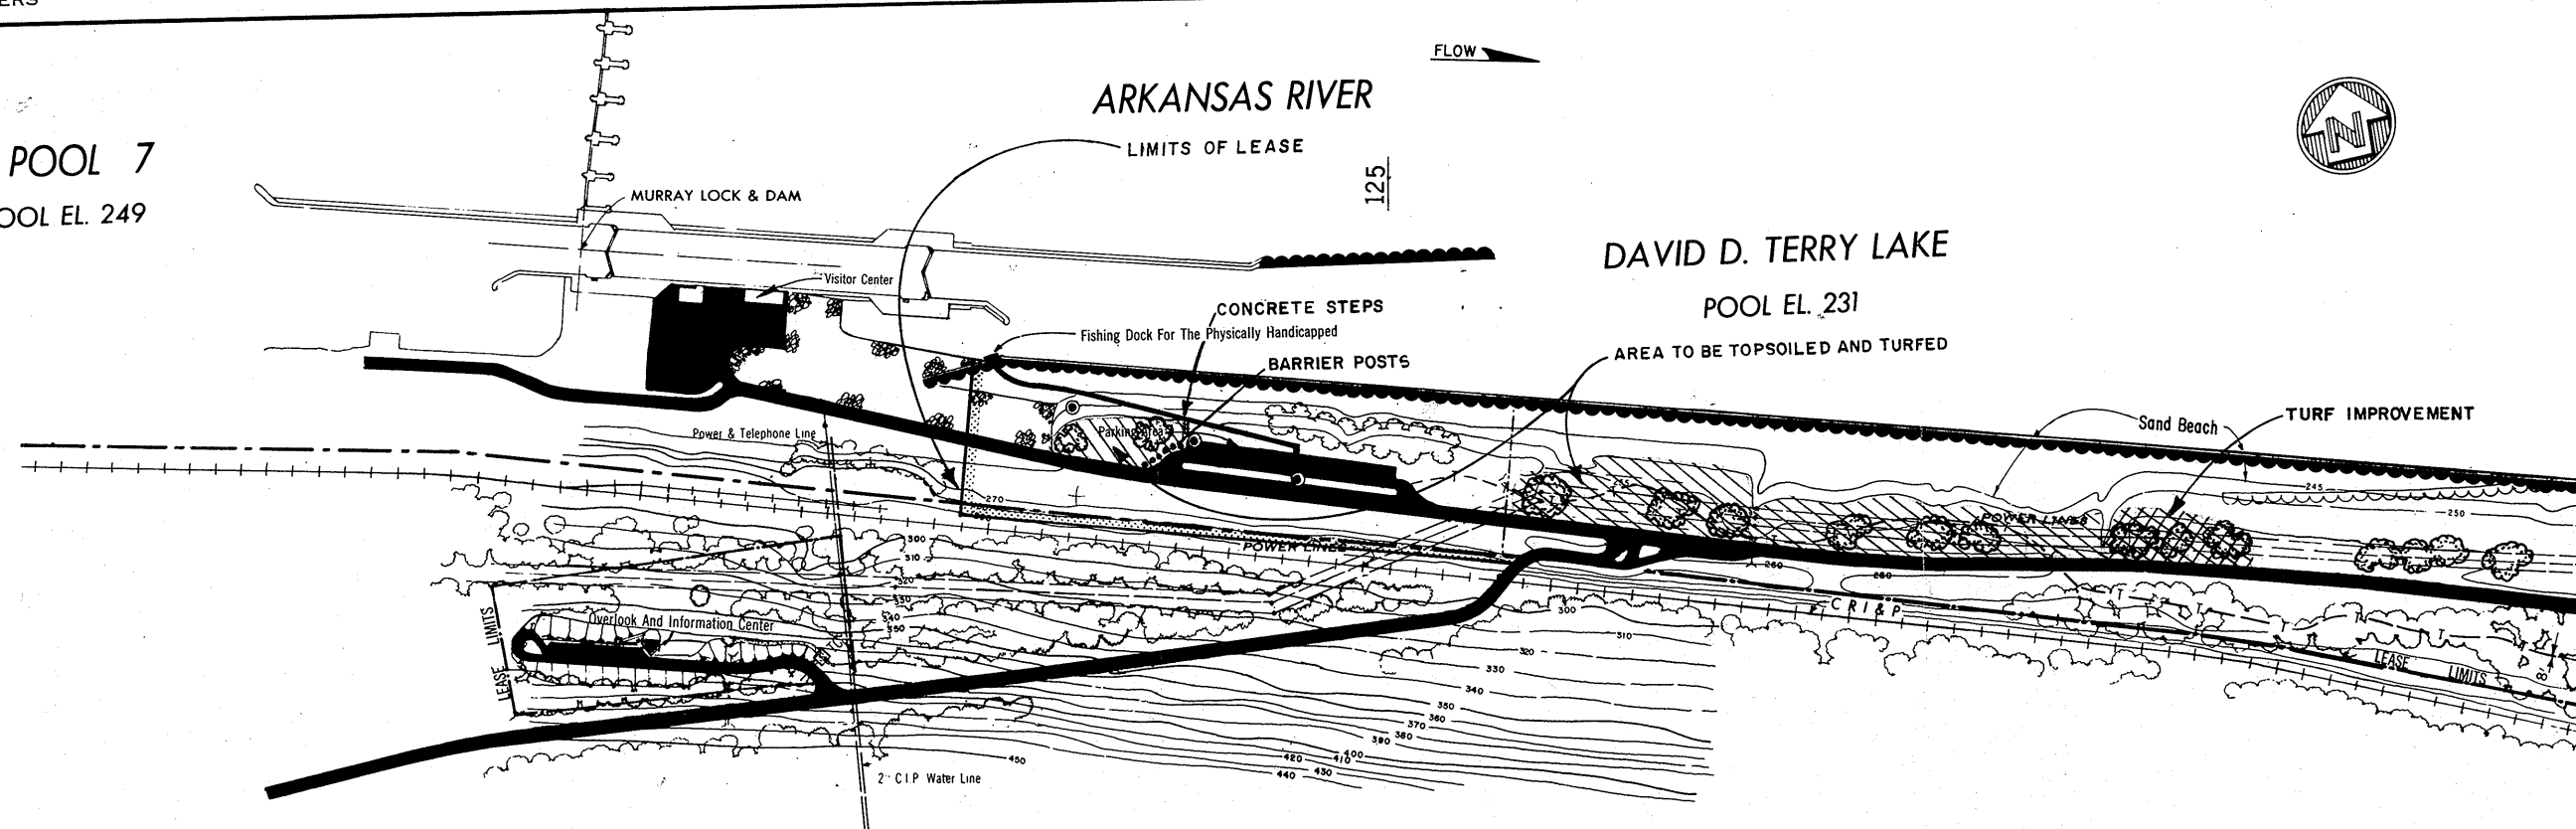 ERS
FLOW
ARKANSAS RIVER
N
LIMITS OF LEASE
POOL 7
OOL EL. 249
125
MURRAY LOCK & DAM
DAVID D. TERRY LAKE
POOL EL. 231
Visitor Center
CONCRETE STEPS
Fishing Dock For The Physically Handicapped
AREA TO BE TOPSOILED AND TURFED
BARRIER POSTS
Sand Beach
TURF IMPROVEMENT
Power & Telephone Line
Parking Area
270
245
250
POWER LINES
POWER LINES
300
310
320
330
340
350
260
260
C R I & P
300
310
320
330
340
350
360
370
380
380
400
410
420
430
440
450
LEASE LIMITS
Overlook And Information Center
LEASE LIMITS
2" C I P Water Line